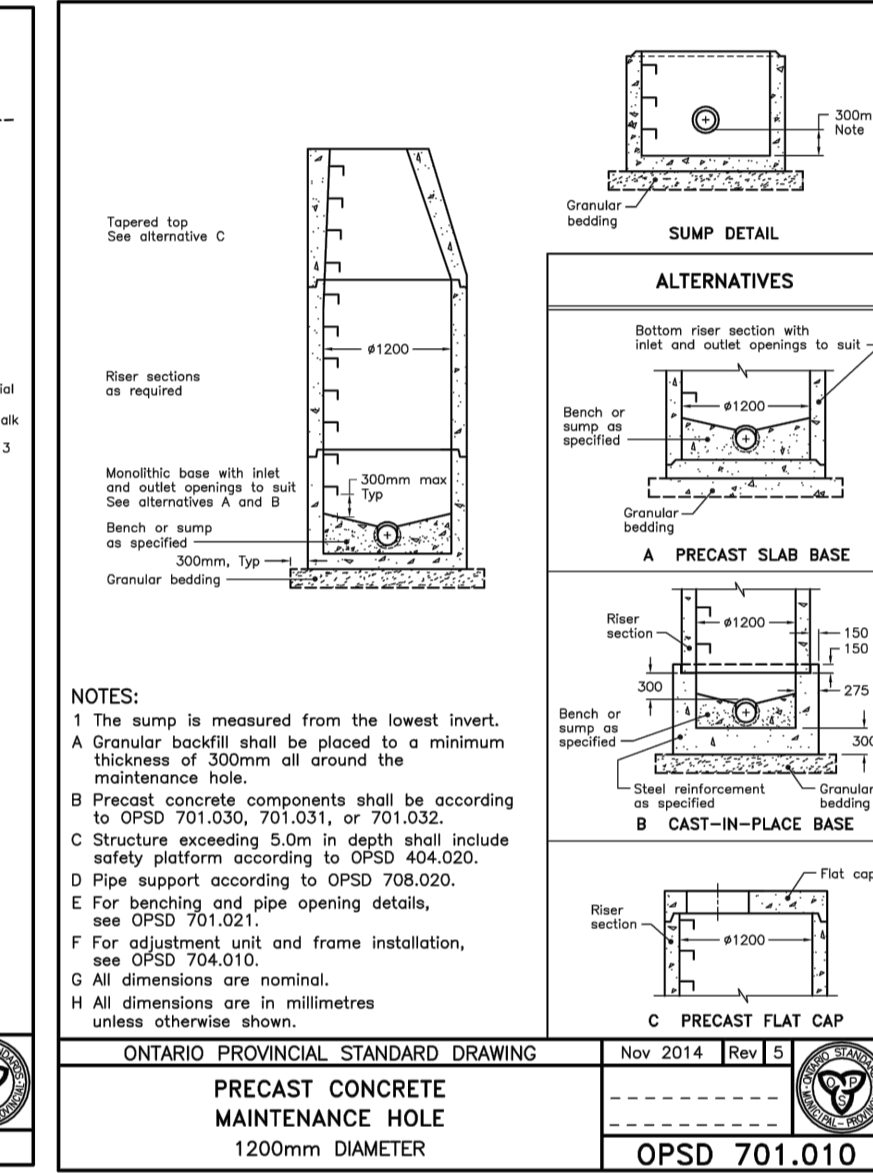 ial
alk
3
Tapered top
See alternative C
Riser sections
as required
ø1200
Monolithic base with inlet
and outlet openings to suit
See alternatives A and B
300mm max
Typ
Bench or sump
as specified
300mm, Typ
Granular bedding
NOTES:
1 The sump is measured from the lowest invert.
A Granular backfill shall be placed to a minimum
thickness of 300mm all around the
maintenance hole.
B Precast concrete components shall be according
to OPSD 701.030, 701.031, or 701.032.
C Structure exceeding 5.0m in depth shall include
safety platform according to OPSD 404.020.
D Pipe support according to OPSD 708.020.
E For benching and pipe opening details,
see OPSD 701.021.
F For adjustment unit and frame installation,
see OPSD 704.010.
G All dimensions are nominal.
H All dimensions are in millimetres
unless otherwise shown.
300m
Note
Granular
bedding
SUMP DETAIL
ALTERNATIVES
Bottom riser section with
inlet and outlet openings to suit
ø1200
Bench or
sump as
specified
Granular
bedding
A PRECAST SLAB BASE
Riser
section
ø1200
150
150
300
275
Bench or
sump as
specified
300
Steel reinforcement
as specified
Granular
bedding
B CAST-IN-PLACE BASE
Flat cap
Riser
section
ø1200
C PRECAST FLAT CAP
ONTARIO PROVINCIAL STANDARD DRAWING
Nov 2014 Rev 5
PRECAST CONCRETE
MAINTENANCE HOLE
1200mm DIAMETER
OPS
OPSD 701.010